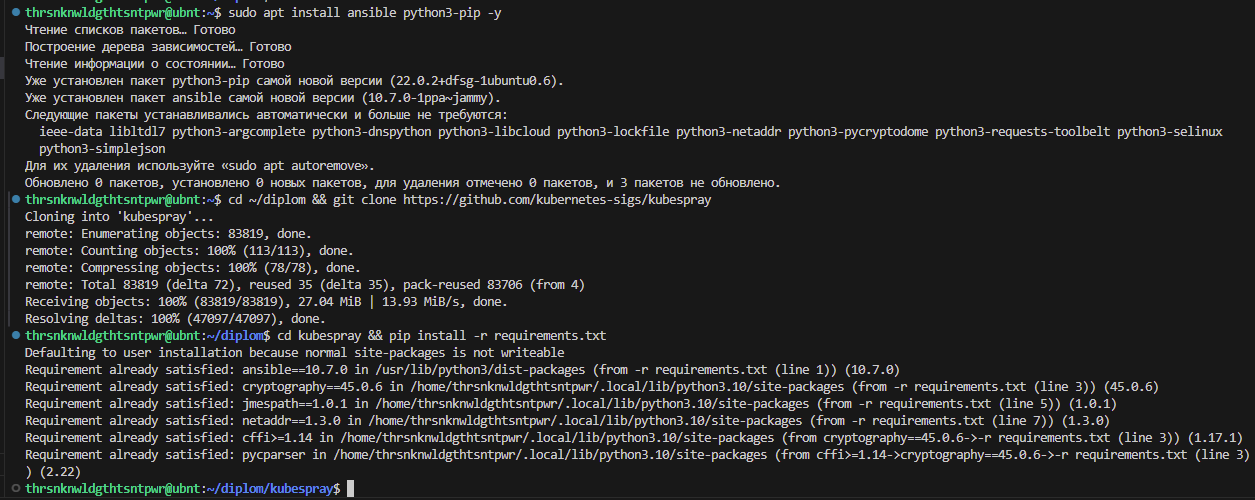 thrsnknwldgthtsntpwr@ubnt:~$ sudo apt install ansible python3-pip -y
Чтение списков пакетов… Готово
Построение дерева зависимостей… Готово
Чтение информации о состоянии… Готово
Уже установлен пакет python3-pip самой новой версии (22.0.2+dfsg-1ubuntu0.6).
Уже установлен пакет ansible самой новой версии (10.7.0-1ppa~jammy).
Следующие пакеты устанавливались автоматически и больше не требуются:
  ieee-data libltdl7 python3-argcomplete python3-dnspython python3-libcloud python3-lockfile python3-netaddr python3-pycryptodome python3-requests-toolbelt python3-selinux
  python3-simplejson
Для их удаления используйте «sudo apt autoremove».
Обновлено 0 пакетов, установлено 0 новых пакетов, для удаления отмечено 0 пакетов, и 3 пакетов не обновлено.
thrsnknwldgthtsntpwr@ubnt:~$ cd ~/diplom && git clone https://github.com/kubernetes-sigs/kubespray
Cloning into 'kubespray'...
remote: Enumerating objects: 83819, done.
remote: Counting objects: 100% (113/113), done.
remote: Compressing objects: 100% (78/78), done.
remote: Total 83819 (delta 72), reused 35 (delta 35), pack-reused 83706 (from 4)
Receiving objects: 100% (83819/83819), 27.04 MiB | 13.93 MiB/s, done.
Resolving deltas: 100% (47097/47097), done.
thrsnknwldgthtsntpwr@ubnt:~/diplom$ cd kubespray && pip install -r requirements.txt
Defaulting to user installation because normal site-packages is not writeable
Requirement already satisfied: ansible==10.7.0 in /usr/lib/python3/dist-packages (from -r requirements.txt (line 1)) (10.7.0)
Requirement already satisfied: cryptography==45.0.6 in /home/thrsnknwldgthtsntpwr/.local/lib/python3.10/site-packages (from -r requirements.txt (line 3)) (45.0.6)
Requirement already satisfied: jmespath==1.0.1 in /home/thrsnknwldgthtsntpwr/.local/lib/python3.10/site-packages (from -r requirements.txt (line 5)) (1.0.1)
Requirement already satisfied: netaddr==1.3.0 in /home/thrsnknwldgthtsntpwr/.local/lib/python3.10/site-packages (from -r requirements.txt (line 7)) (1.3.0)
Requirement already satisfied: cffi>=1.14 in /home/thrsnknwldgthtsntpwr/.local/lib/python3.10/site-packages (from cryptography==45.0.6->-r requirements.txt (line 3)) (1.17.1)
Requirement already satisfied: pycparser in /home/thrsnknwldgthtsntpwr/.local/lib/python3.10/site-packages (from cffi>=1.14->cryptography==45.0.6->-r requirements.txt (line 3)
) (2.22)
thrsnknwldgthtsntpwr@ubnt:~/diplom/kubespray$